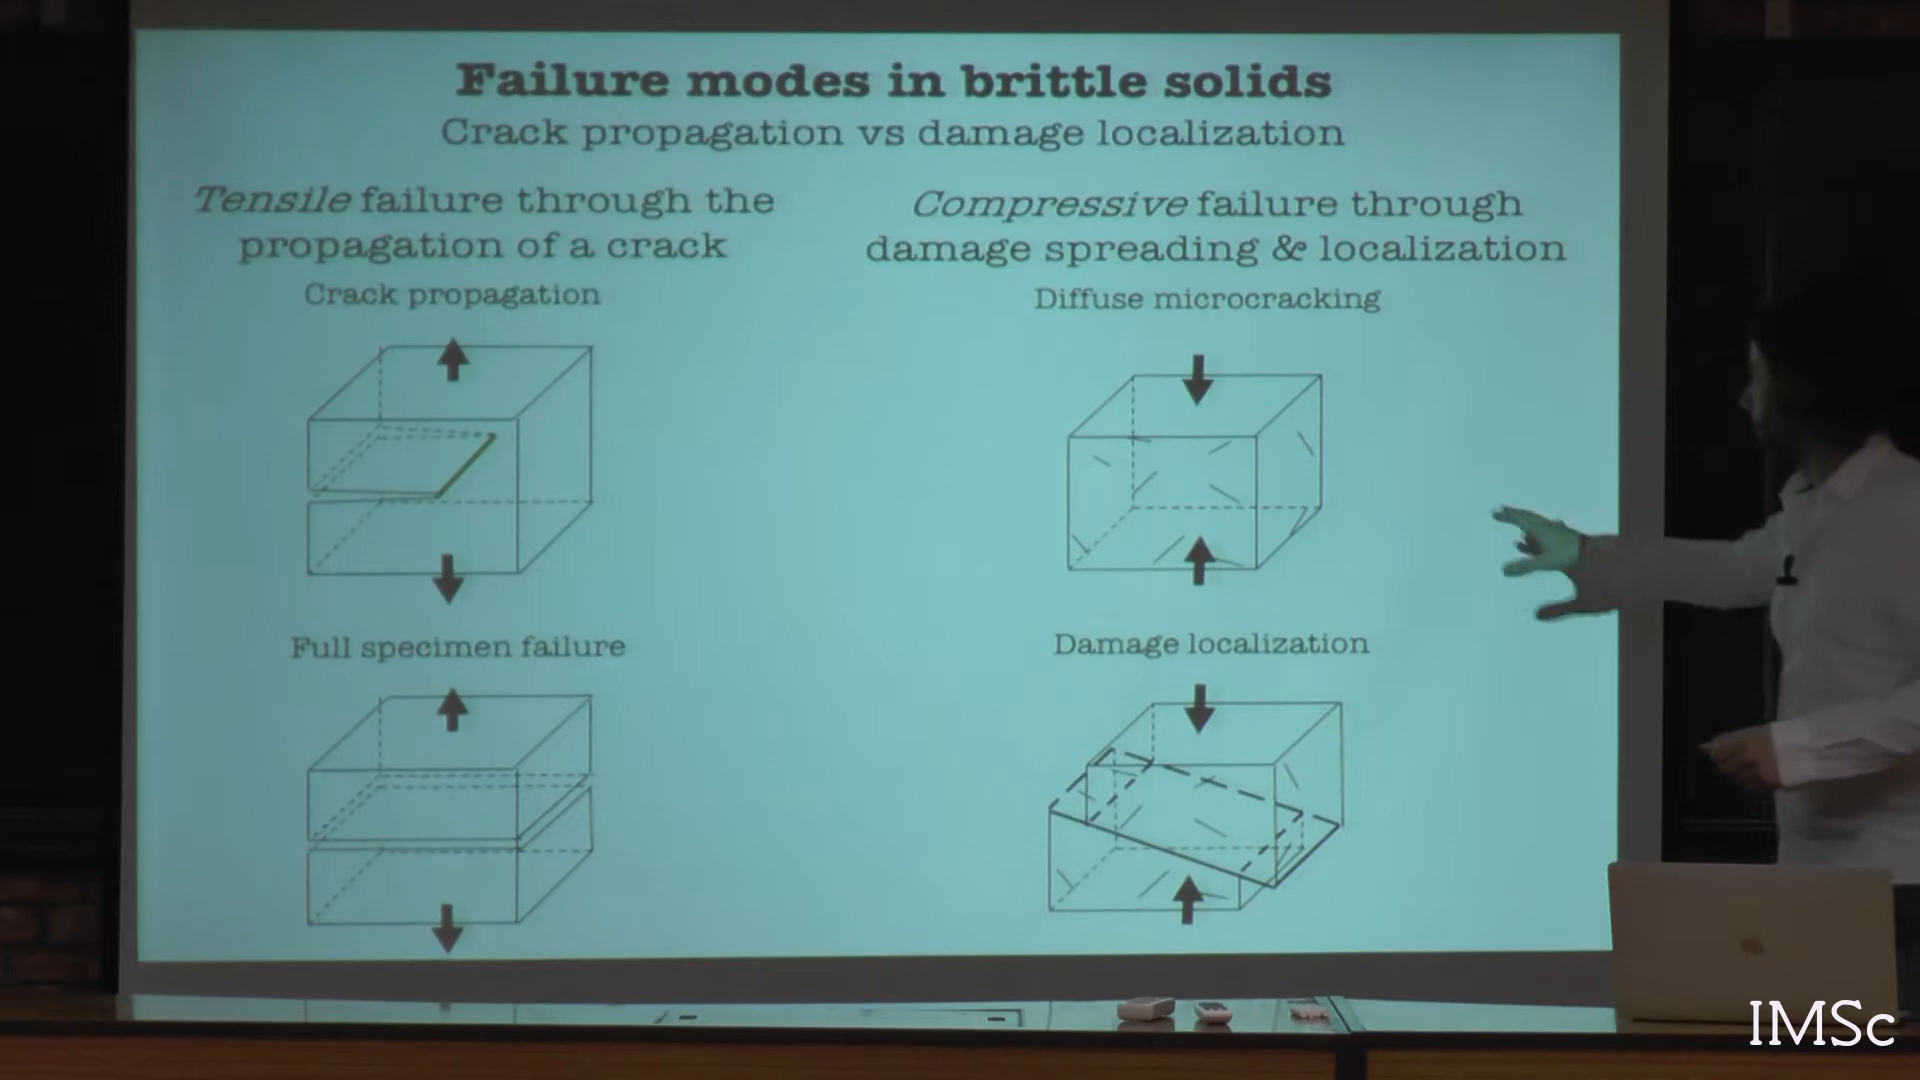 Failure modes in brittle solids
Crack propagation vs damage localization
Tensile failure through the
propagation of a crack
Crack propagation
Full specimen failure
Compressive failure through
damage spreading & localization
Diffuse microcracking
Damage localization
IMSc